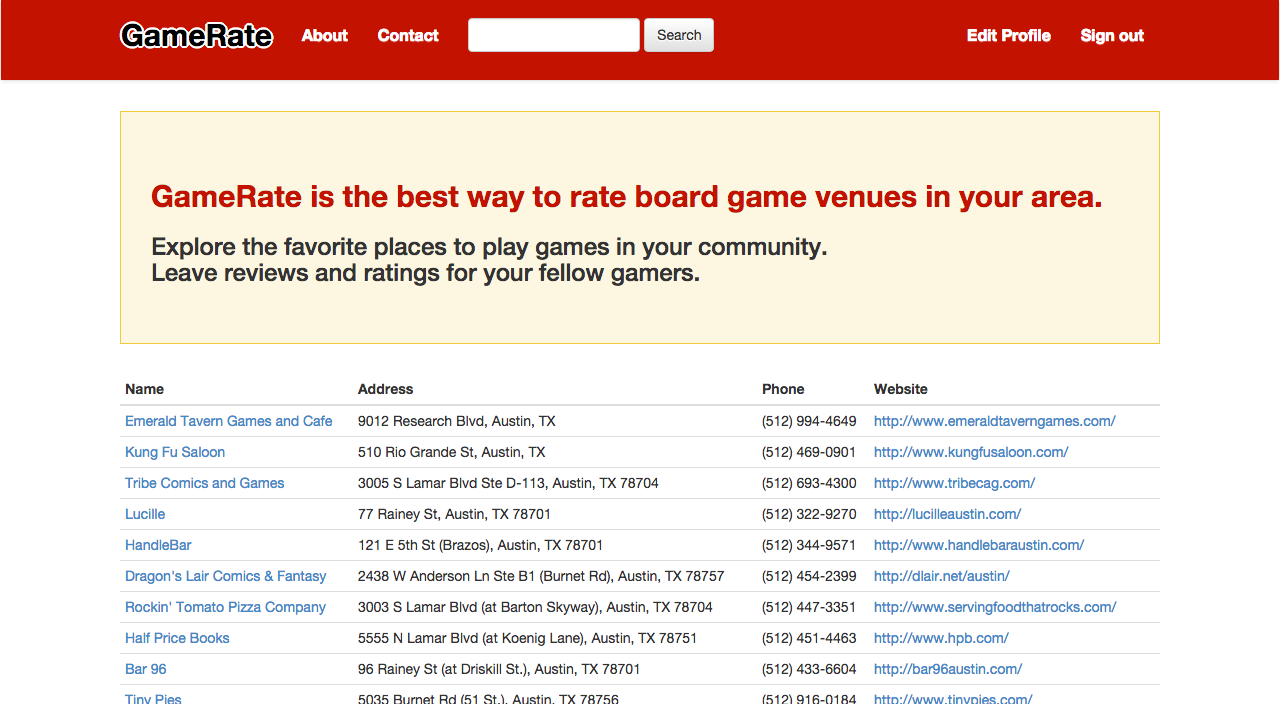 GameRate About Contact Search Edit Profile Sign out
GameRate is the best way to rate board game venues in your area.
Explore the favorite places to play games in your community.
Leave reviews and ratings for your fellow gamers.
Name Address Phone Website
Emerald Tavern Games and Cafe 9012 Research Blvd, Austin, TX (512) 994-4649 http://www.emeraldtaverngames.com/
Kung Fu Saloon 510 Rio Grande St, Austin, TX (512) 469-0901 http://www.kungfusaloon.com/
Tribe Comics and Games 3005 S Lamar Blvd Ste D-113, Austin, TX 78704 (512) 693-4300 http://www.tribecag.com/
Lucille 77 Rainey St, Austin, TX 78701 (512) 322-9270 http://lucilleaustin.com/
HandleBar 121 E 5th St (Brazos), Austin, TX 78701 (512) 344-9571 http://www.handlebaraustin.com/
Dragon's Lair Comics & Fantasy 2438 W Anderson Ln Ste B1 (Burnet Rd), Austin, TX 78757 (512) 454-2399 http://dlair.net/austin/
Rockin' Tomato Pizza Company 3003 S Lamar Blvd (at Barton Skyway), Austin, TX 78704 (512) 447-3351 http://www.servingfoodthatrocks.com/
Half Price Books 5555 N Lamar Blvd (at Koenig Lane), Austin, TX 78751 (512) 451-4463 http://www.hpb.com/
Bar 96 96 Rainey St (at Driskill St.), Austin, TX 78701 (512) 433-6604 http://bar96austin.com/
Tiny Pies 5035 Burnet Rd (51 St.), Austin, TX 78756 (512) 916-0184 http://www.tinypies.com/